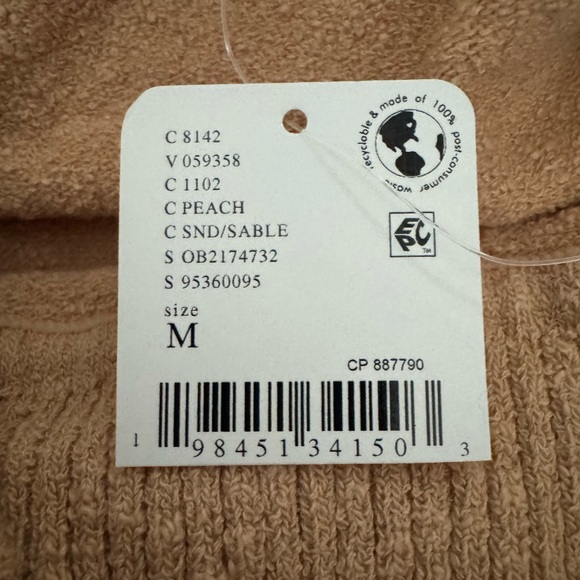 recyclable & made of 100% post-consumer waste
C 8142
V 059358
C 1102
C PEACH
C SND/SABLE
S OB2174732
S 95360095
EPC TM
size
M
CP 887790
1 98451 34150 3